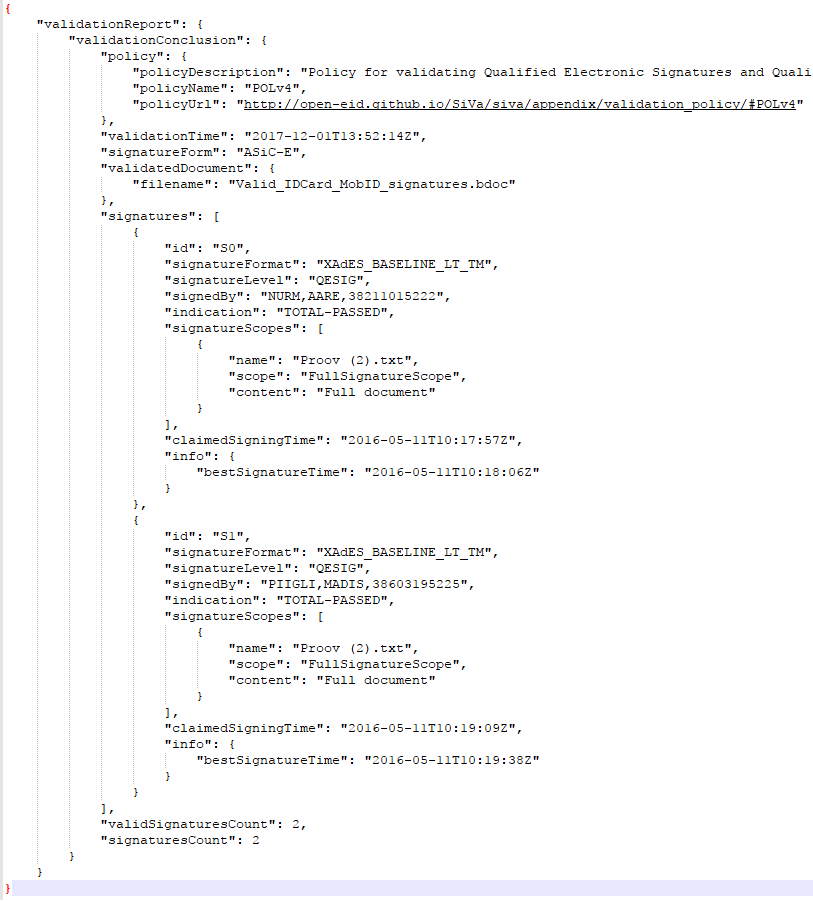 {
    "validationReport": {
        "validationConclusion": {
            "policy": {
                "policyDescription": "Policy for validating Qualified Electronic Signatures and Quali
                "policyName": "POLv4",
                "policyUrl": "http://open-eid.github.io/SiVa/siva/appendix/validation_policy/#POLv4"
            },
            "validationTime": "2017-12-01T13:52:14Z",
            "signatureForm": "ASiC-E",
            "validatedDocument": {
                "filename": "Valid_IDCard_MobID_signatures.bdoc"
            },
            "signatures": [
                {
                    "id": "S0",
                    "signatureFormat": "XAdES_BASELINE_LT_TM",
                    "signatureLevel": "QESIG",
                    "signedBy": "NURM,AARE,38211015222",
                    "indication": "TOTAL-PASSED",
                    "signatureScopes": [
                        {
                            "name": "Proov (2).txt",
                            "scope": "FullSignatureScope",
                            "content": "Full document"
                        }
                    ],
                    "claimedSigningTime": "2016-05-11T10:17:57Z",
                    "info": {
                        "bestSignatureTime": "2016-05-11T10:18:06Z"
                    }
                },
                {
                    "id": "S1",
                    "signatureFormat": "XAdES_BASELINE_LT_TM",
                    "signatureLevel": "QESIG",
                    "signedBy": "PIIGLI,MADIS,38603195225",
                    "indication": "TOTAL-PASSED",
                    "signatureScopes": [
                        {
                            "name": "Proov (2).txt",
                            "scope": "FullSignatureScope",
                            "content": "Full document"
                        }
                    ],
                    "claimedSigningTime": "2016-05-11T10:19:09Z",
                    "info": {
                        "bestSignatureTime": "2016-05-11T10:19:38Z"
                    }
                }
            ],
            "validSignaturesCount": 2,
            "signaturesCount": 2
        }
    }
}